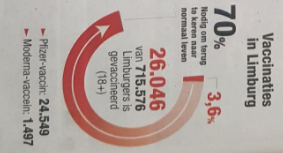 Vaccinaties
in Limburg
70%
Nodig om terug
te keren naar
normaal leven
3,6%
26.046
van 715.576
Limburgers is
gevaccineerd
(18+)
► Pfizer-vaccin: 24.549
► Moderna-vaccein: 1.497